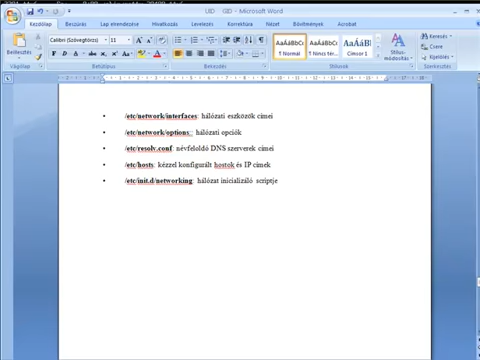 UID GID - Microsoft Word
Kezdőlap Beszúrás Lap elrendezése Hivatkozás Levelezés Korrektúra Nézet Bővítmények Acrobat
Beillesztés
Calibri (Szövegtörzs) 11
AaÁáBbCc AaÁáBbCc AaÁáBbC
¶ Normál ¶ Nincs tér... Címsor 1
Stílus-módosítás
Keresés
Csere
Kijelölés
Vágólap Betűtípus Bekezdés Stílusok Szerkesztés
• /etc/network/interfaces: hálózati eszközök címei
• /etc/network/options:: hálózati opciók
• /etc/resolv.conf: névfeloldó DNS szerverek címei
• /etc/hosts: kézzel konfigurált hostok és IP címek
• /etc/init.d/networking: hálózat inicializáló scriptje